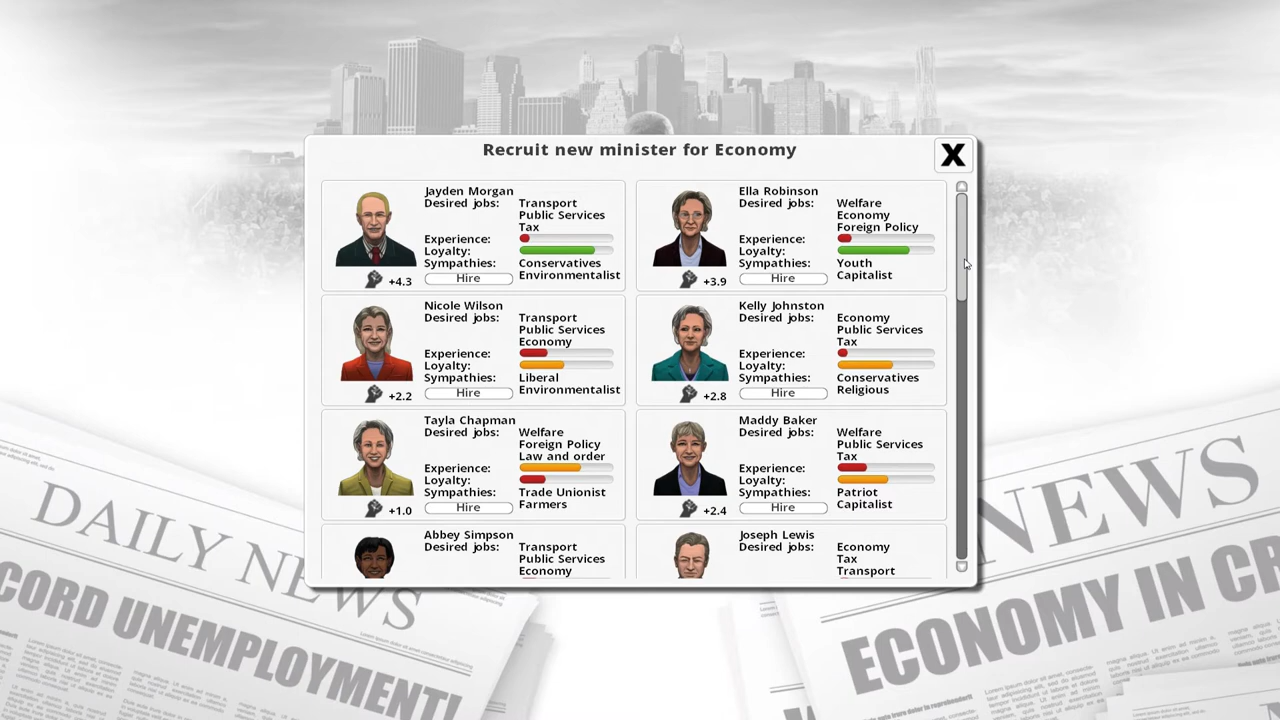 Recruit new minister for Economy
X
Jayden Morgan
Desired jobs:
Transport
Public Services
Tax
Experience:
Loyalty:
Sympathies:
Conservatives
Environmentalist
+4.3
Hire
Ella Robinson
Desired jobs:
Welfare
Economy
Foreign Policy
Experience:
Loyalty:
Sympathies:
Youth
Capitalist
+3.9
Hire
Nicole Wilson
Desired jobs:
Transport
Public Services
Economy
Experience:
Loyalty:
Sympathies:
Liberal
Environmentalist
+2.2
Hire
Kelly Johnston
Desired jobs:
Economy
Public Services
Tax
Experience:
Loyalty:
Sympathies:
Conservatives
Religious
+2.8
Hire
Tayla Chapman
Desired jobs:
Welfare
Foreign Policy
Law and order
Experience:
Loyalty:
Sympathies:
Trade Unionist
Farmers
+1.0
Hire
Maddy Baker
Desired jobs:
Welfare
Public Services
Tax
Experience:
Loyalty:
Sympathies:
Patriot
Capitalist
+2.4
Hire
Abbey Simpson
Desired jobs:
Transport
Public Services
Economy
Joseph Lewis
Desired jobs:
Economy
Tax
Transport
DAILY NEWS
CORD UNEMPLOYMENT!
NEWS
ECONOMY IN CR